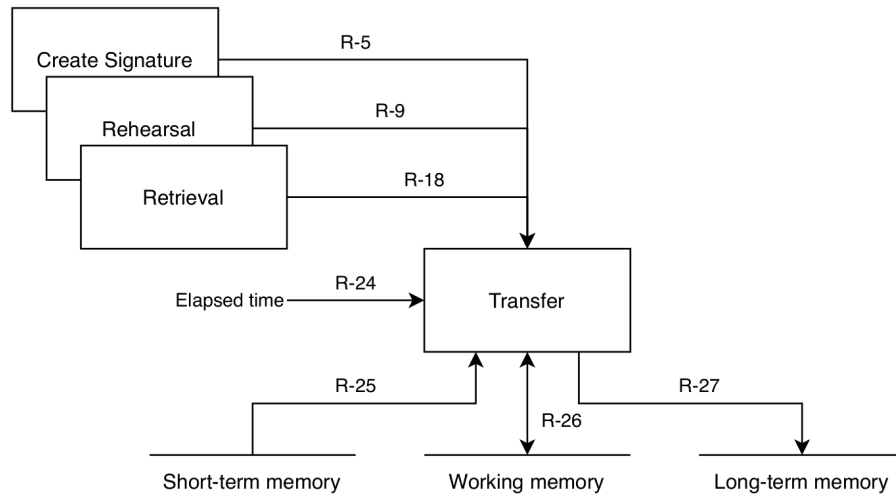 R-5
Create Signature
R-9
Rehearsal
R-18
Retrieval
R-24
Elapsed time
Transfer
R-25
R-27
R-26
Short-term memory
Working memory
Long-term memory